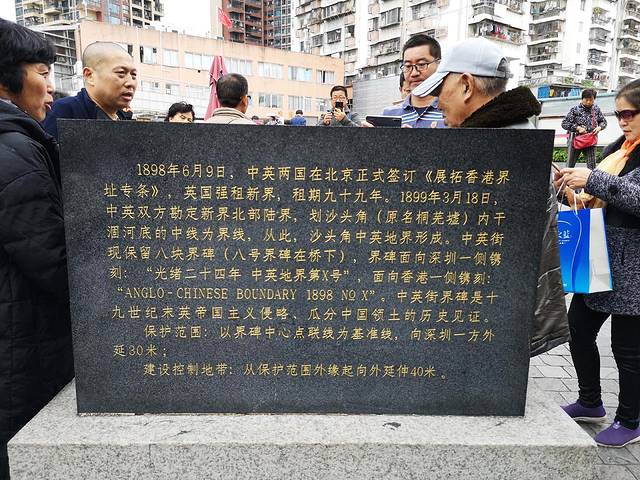 1898年6月9日，中英两国在北京正式签订《展拓香港界
址专条》，英国强租新界，租期九十九年。1899年3月18日，
中英双方勘定新界北部陆界，划沙头角（原名桐芜墟）内干
涸河底的中线为界线，从此，沙头角中英地界形成。中英街
现保留八块界碑（八号界碑在桥下），界碑面向深圳一侧镌
刻：“光绪二十四年 中英地界第X号”，面向香港一侧镌刻：
“ANGLO-CHINESE BOUNDARY 1898 NO X”。中英街界碑是十
九世纪末英帝国主义侵略、瓜分中国领土的历史见证。
保护范围：以界碑中心点联线为基准线，向深圳一方外
延30米；
建设控制地带：从保护范围外缘起向外延伸40米。